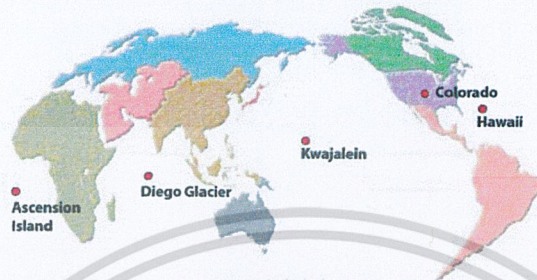 Colorado
Hawaii
Kwajalein
Diego Glacier
Ascension
Island